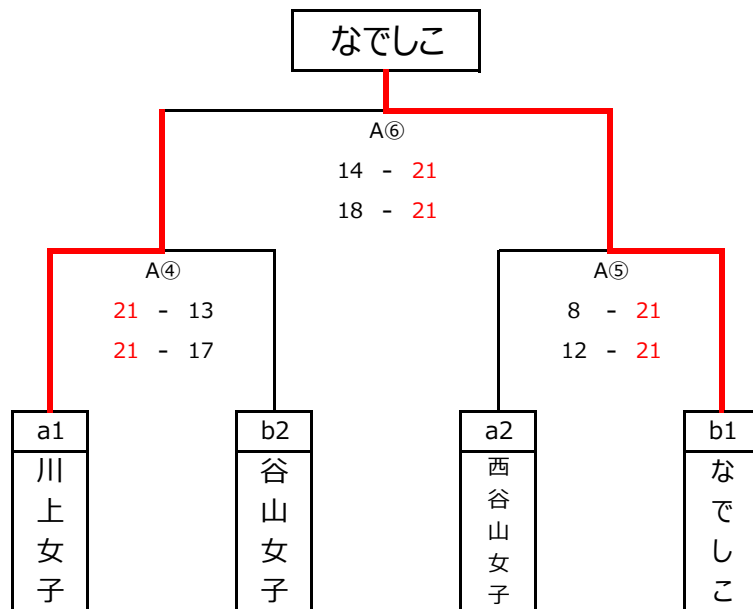 なでしこ
A⑥
14 - 21
18 - 21
A④
21 - 13
21 - 17
A⑤
8 - 21
12 - 21
a1
川上女子
b2
谷山女子
a2
西谷山女子
b1
なでしこ